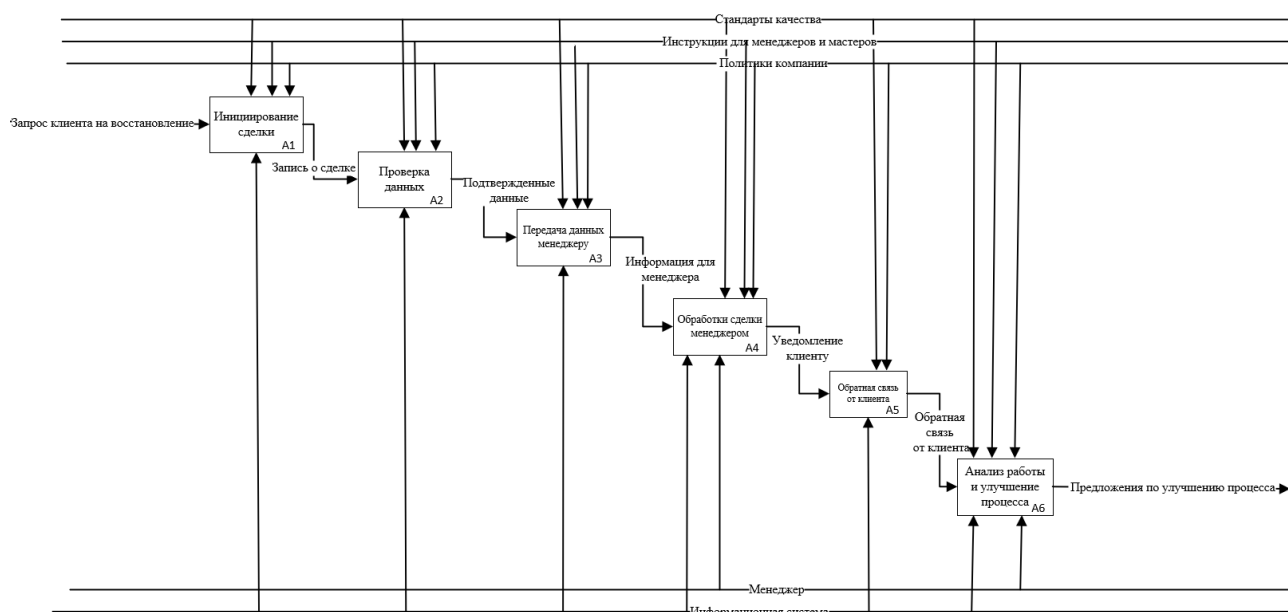 Стандарты качества
Инструкции для менеджеров и мастеров
Политики компании
Запрос клиента на восстановление
Инициирование
сделки
A1
Запись о сделке
Проверка
данных
A2
Подтвержденные
данные
Передача данных
менеджеру
A3
Информация для
менеджера
Обработки сделки
менеджером
A4
Уведомление
клиенту
Обратная связь
от клиента
A5
Обратная
связь
от клиента
Анализ работы
и улучшение
процесса
A6
Предложения по улучшению процесса
Менеджер
Информационная система